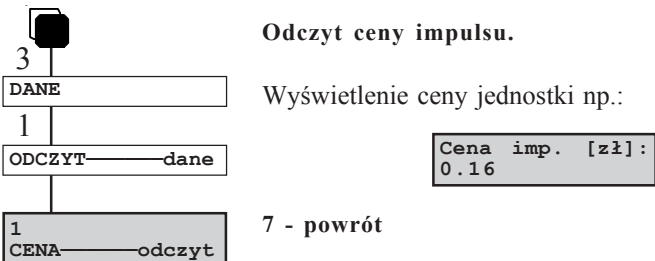 Odczyt ceny impulsu.
3
DANE
Wyświetlenie ceny jednostki np.:
1
ODCZYT———dane
Cena imp. [zł]:
0.16
1
CENA———odczyt
7 - powrót